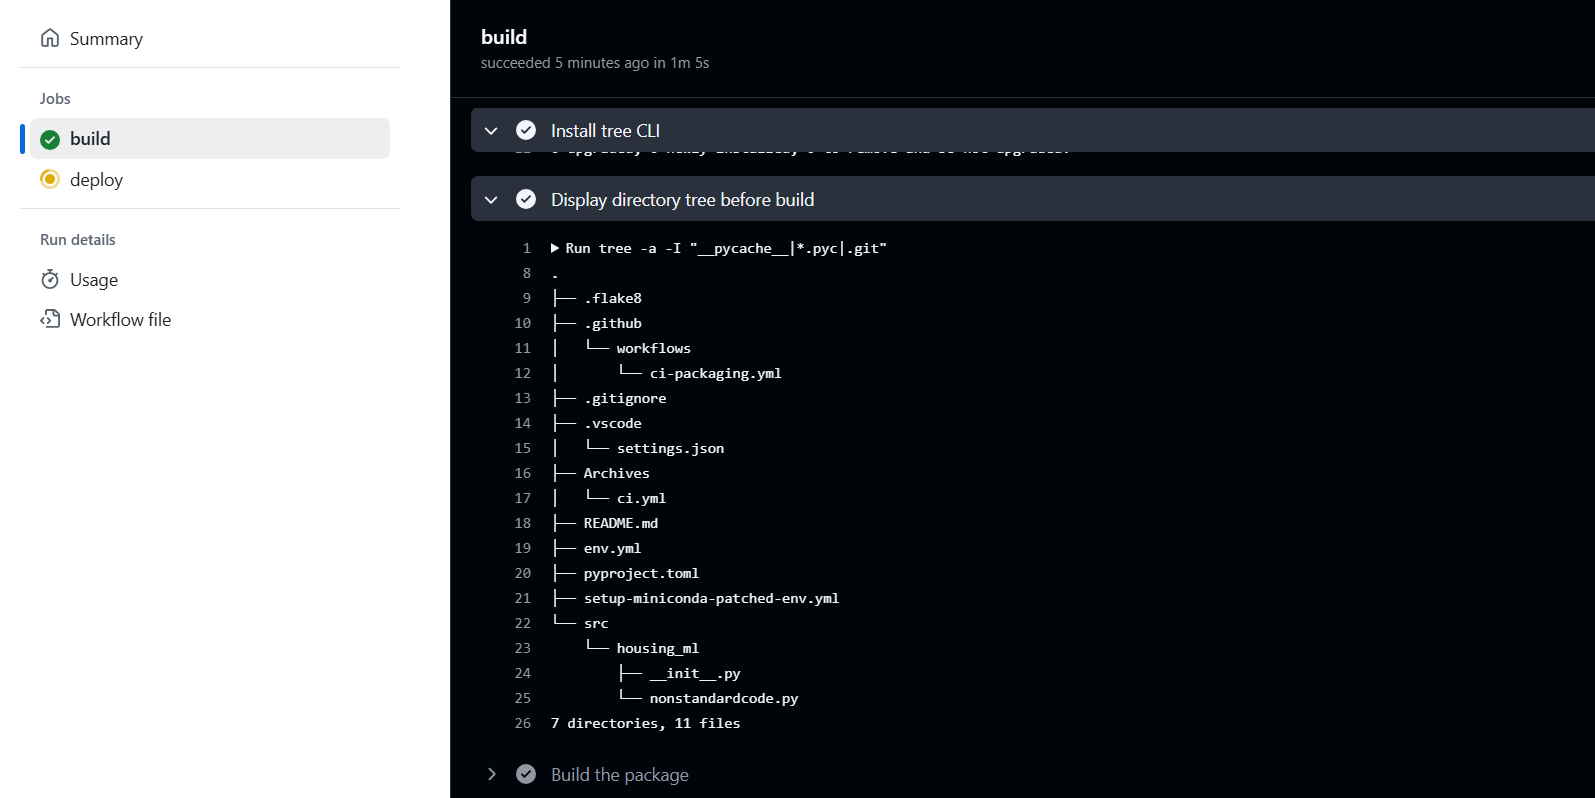 Summary
Jobs
build
deploy
Run details
Usage
Workflow file
build
succeeded 5 minutes ago in 1m 5s
Install tree CLI
Display directory tree before build
1 Run tree -a -I "__pycache__|*.pyc|.git"
8 .
9 ├── .flake8
10 ├── .github
11 │   └── workflows
12 │       └── ci-packaging.yml
13 ├── .gitignore
14 ├── .vscode
15 │   └── settings.json
16 ├── Archives
17 │   └── ci.yml
18 ├── README.md
19 ├── env.yml
20 ├── pyproject.toml
21 ├── setup-miniconda-patched-env.yml
22 └── src
23     └── housing_ml
24         ├── __init__.py
25         └── nonstandardcode.py
26 7 directories, 11 files
Build the package